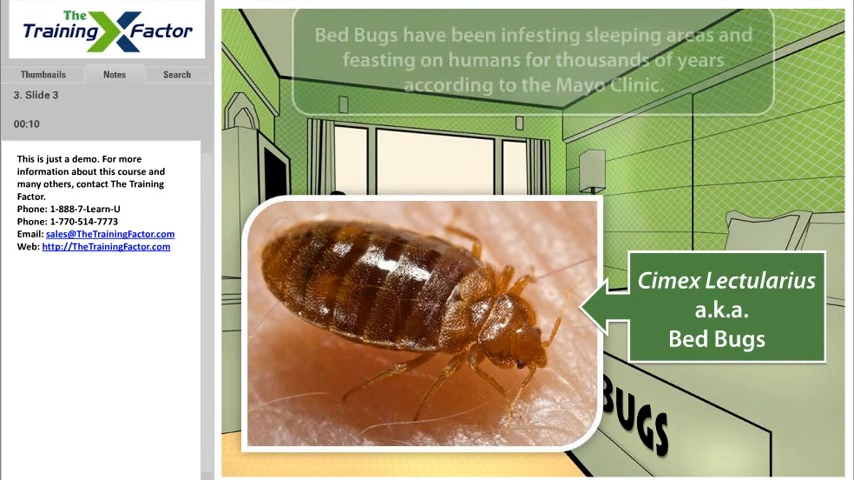 The
Training Factor
Thumbnails
Notes
Search
3. Slide 3
00:10
This is just a demo. For more
information about this course and
many others, contact The Training
Factor.
Phone: 1-888-7-Learn-U
Phone: 1-770-514-7773
Email: sales@TheTrainingFactor.com
Web: http://TheTrainingFactor.com
Bed Bugs have been infesting sleeping areas and
feasting on humans for thousands of years
according to the Mayo Clinic.
Cimex Lectularius
a.k.a.
Bed Bugs
BUGS